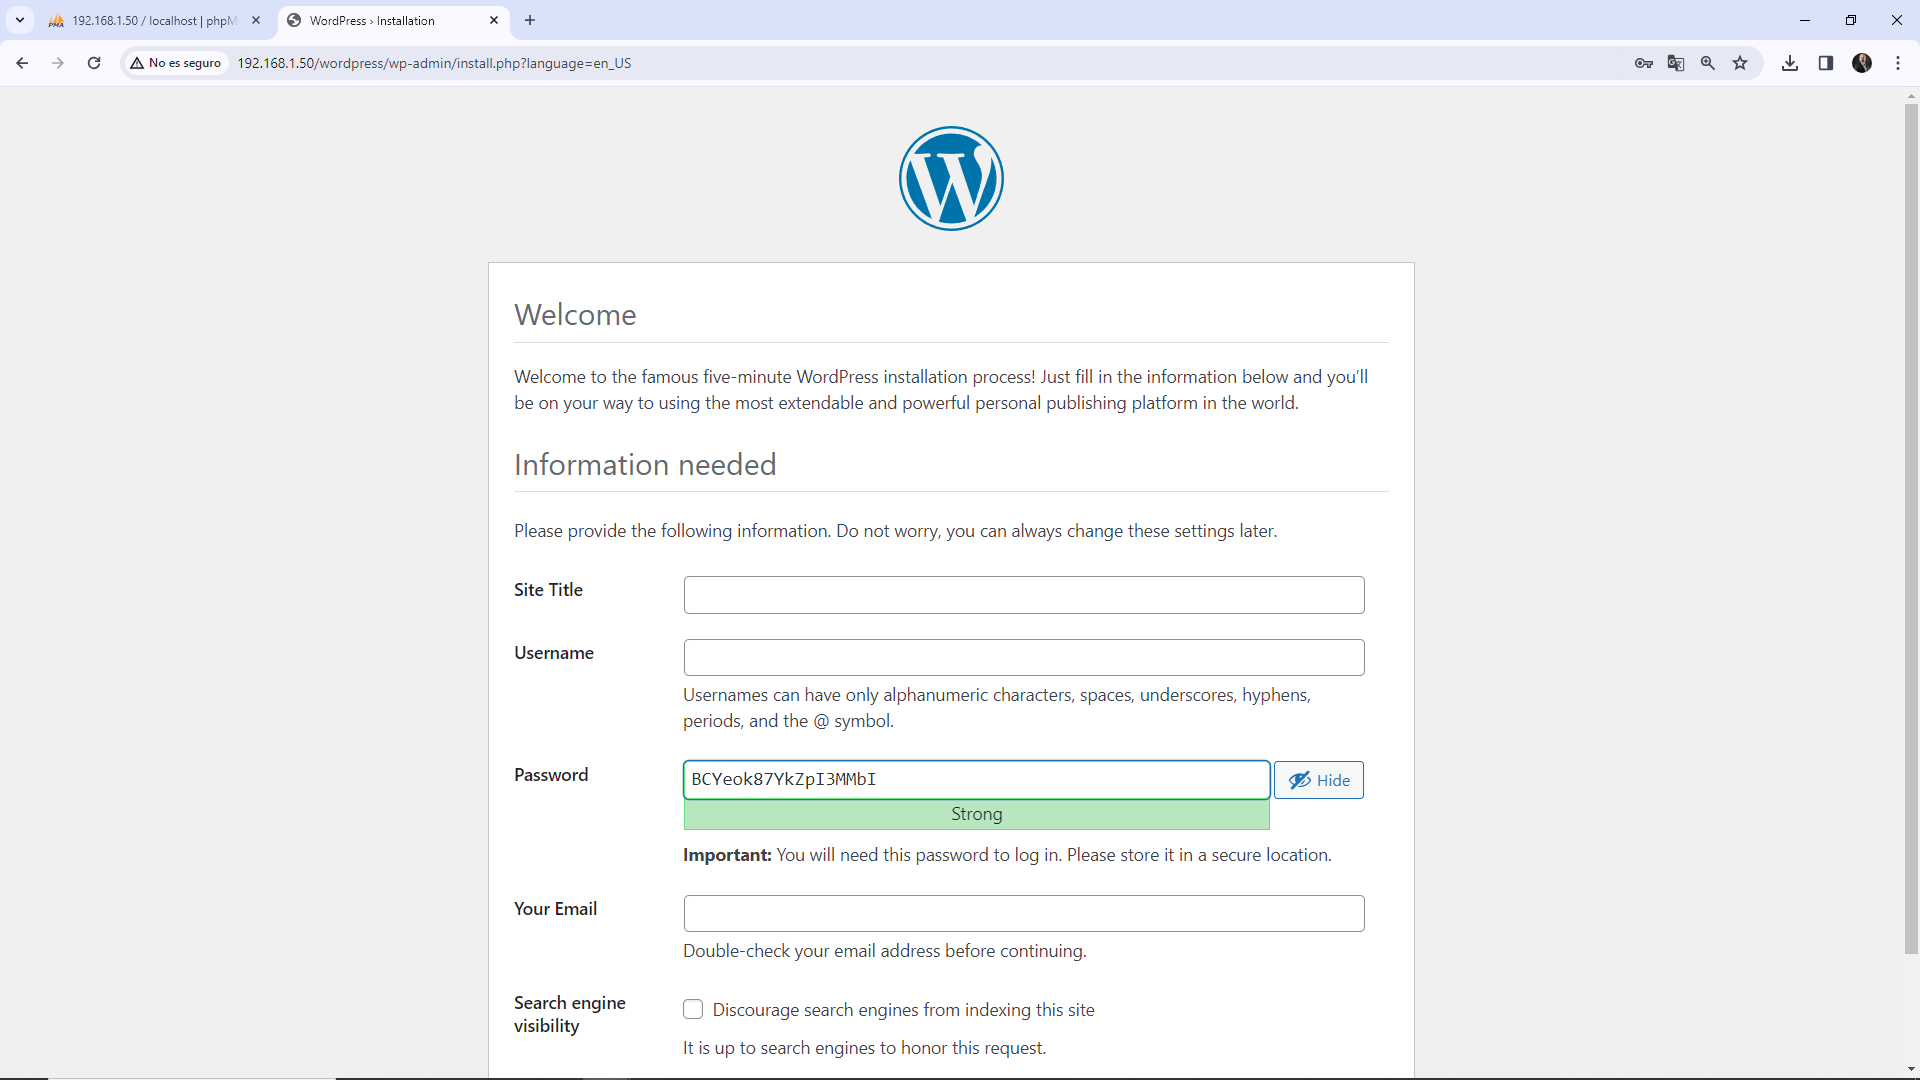 192.168.1.50 / localhost | phpM
WordPress › Installation
No es seguro
192.168.1.50/wordpress/wp-admin/install.php?language=en_US
Welcome
Welcome to the famous five-minute WordPress installation process! Just fill in the information below and you’ll
be on your way to using the most extendable and powerful personal publishing platform in the world.
Information needed
Please provide the following information. Do not worry, you can always change these settings later.
Site Title
Username
Usernames can have only alphanumeric characters, spaces, underscores, hyphens,
periods, and the @ symbol.
Password
BCYeok87YkZpI3MMbI
Hide
Strong
Important: You will need this password to log in. Please store it in a secure location.
Your Email
Double-check your email address before continuing.
Search engine
visibility
Discourage search engines from indexing this site
It is up to search engines to honor this request.